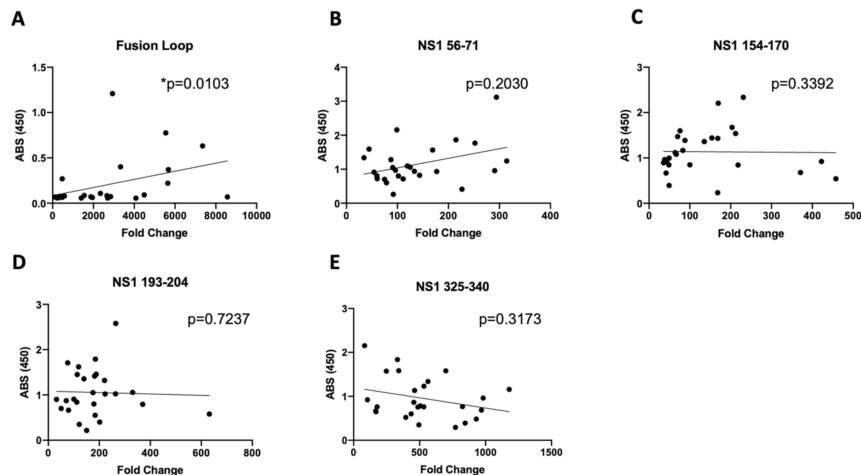 A
Fusion Loop
*p=0.0103
ABS (450)
1.5
1.0
0.5
0.0
0 2000 4000 6000 8000 10000
Fold Change
B
NS1 56-71
p=0.2030
ABS (450)
4
3
2
1
0
0 100 200 300 400
Fold Change
C
NS1 154-170
p=0.3392
ABS (450)
3
2
1
0
0 100 200 300 400 500
Fold Change
D
NS1 193-204
p=0.7237
ABS (450)
3
2
1
0
0 200 400 600 800
Fold Change
E
NS1 325-340
p=0.3173
ABS (450)
3
2
1
0
0 500 1000 1500
Fold Change